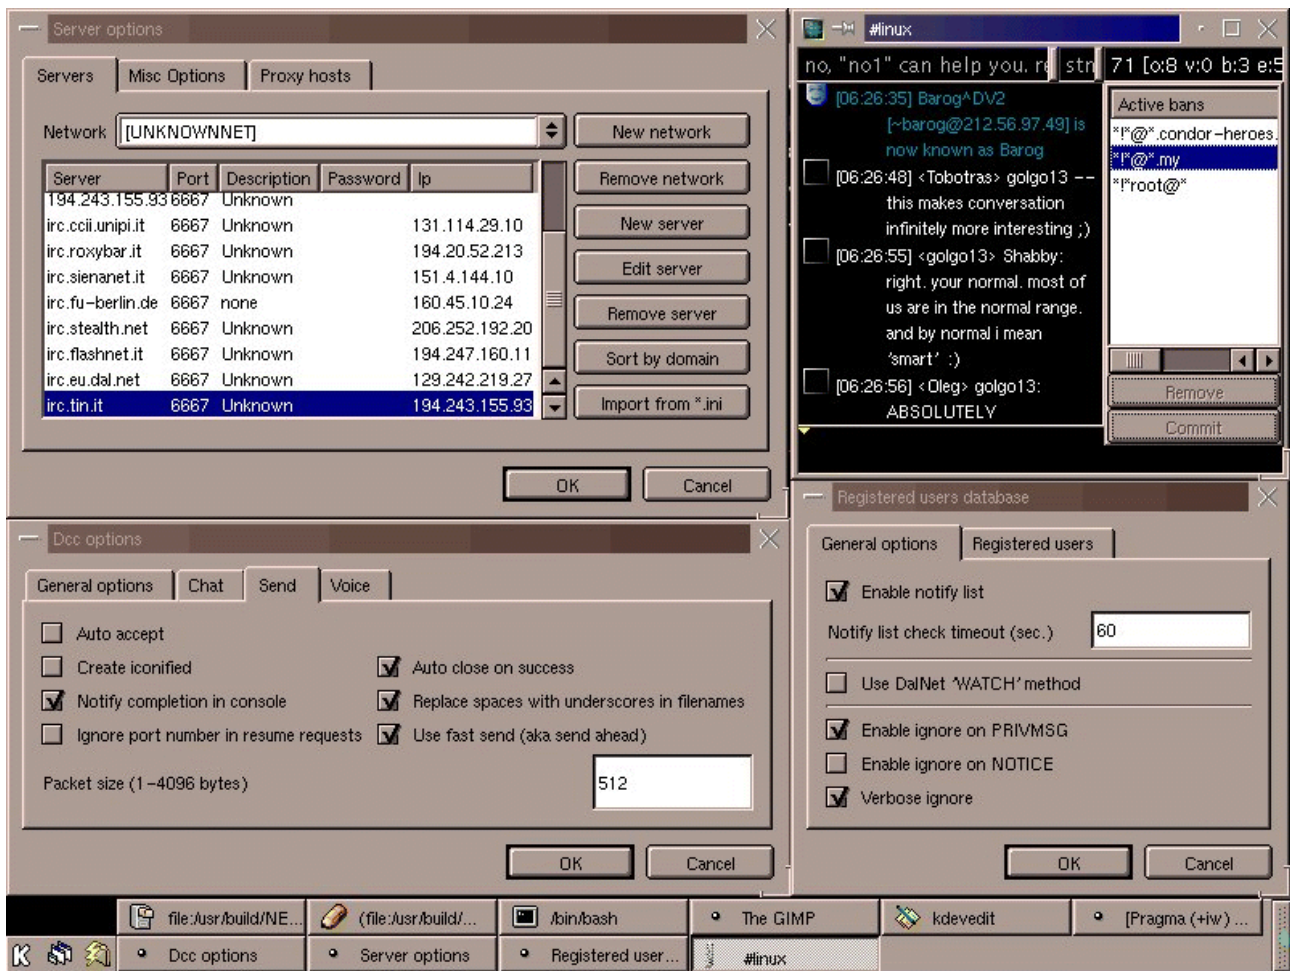 Server options
Servers Misc Options Proxy hosts
Network [UNKNOWNNET] New network
Server Port Description Password Ip Remove network
194.243.155.93 6667 Unknown
irc.ccii.unipi.it 6667 Unknown 131.114.29.10 New server
irc.roxybar.it 6667 Unknown 194.20.52.213
irc.sienanet.it 6667 Unknown 151.4.144.10 Edit server
irc.fu-berlin.de 6667 none 160.45.10.24
irc.stealth.net 6667 Unknown 206.252.192.20 Remove server
irc.flashnet.it 6667 Unknown 194.247.160.11 Sort by domain
irc.eu.dal.net 6667 Unknown 129.242.219.27
irc.tin.it 6667 Unknown 194.243.155.93 Import from *.ini
OK Cancel
#linux
no, "no1" can help you. re
71 [o:8 v:0 b:3 e:5
[06:26:35] Barog^DV2
[~barog@212.56.97.49] is
now known as Barog
[06:26:48] <Tobotras> golgo13 --
this makes conversation
infinitely more interesting ;)
[06:26:55] <golgo13> Shabby:
right. your normal. most of
us are in the normal range.
and by normal i mean
'smart' :)
[06:26:56] <Oleg> golgo13:
ABSOLUTELY
Active bans
*!*@*.condor-heroes.
*!*@*.my
*!*root@*
Remove
Commit
Dcc options
General options Chat Send Voice
Auto accept
Create iconified Auto close on success
Notify completion in console Replace spaces with underscores in filenames
Ignore port number in resume requests Use fast send (aka send ahead)
Packet size (1-4096 bytes) 512
OK Cancel
Registered users database
General options Registered users
Enable notify list
Notify list check timeout (sec.) 60
Use DalNet 'WATCH' method
Enable ignore on PRIVMSG
Enable ignore on NOTICE
Verbose ignore
OK Cancel
file:/usr/build/NE... (file:/usr/build/... /bin/bash The GIMP kdevedit [Pragma (+iw) ...
K Dcc options Server options Registered user... #linux